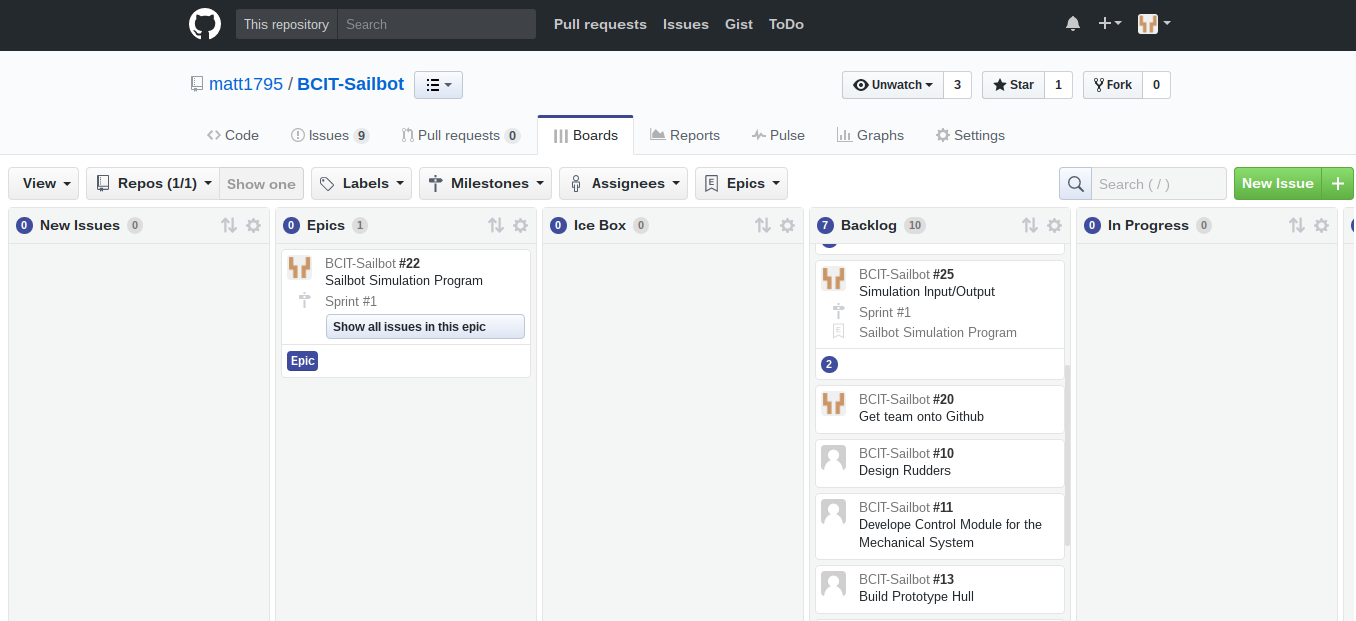 This repository Search Pull requests Issues Gist ToDo
matt1795 / BCIT-Sailbot Unwatch 3 Star 1 Fork 0
Code Issues 9 Pull requests 0 Boards Reports Pulse Graphs Settings
View Repos (1/1) Show one Labels Milestones Assignees Epics Search ( / ) New Issue +
0 New Issues 0
0 Epics 1
BCIT-Sailbot #22
Sailbot Simulation Program
Sprint #1
Show all issues in this epic
Epic
0 Ice Box 0
7 Backlog 10
BCIT-Sailbot #25
Simulation Input/Output
Sprint #1
Sailbot Simulation Program
2
BCIT-Sailbot #20
Get team onto Github
BCIT-Sailbot #10
Design Rudders
BCIT-Sailbot #11
Develope Control Module for the
Mechanical System
BCIT-Sailbot #13
Build Prototype Hull
0 In Progress 0